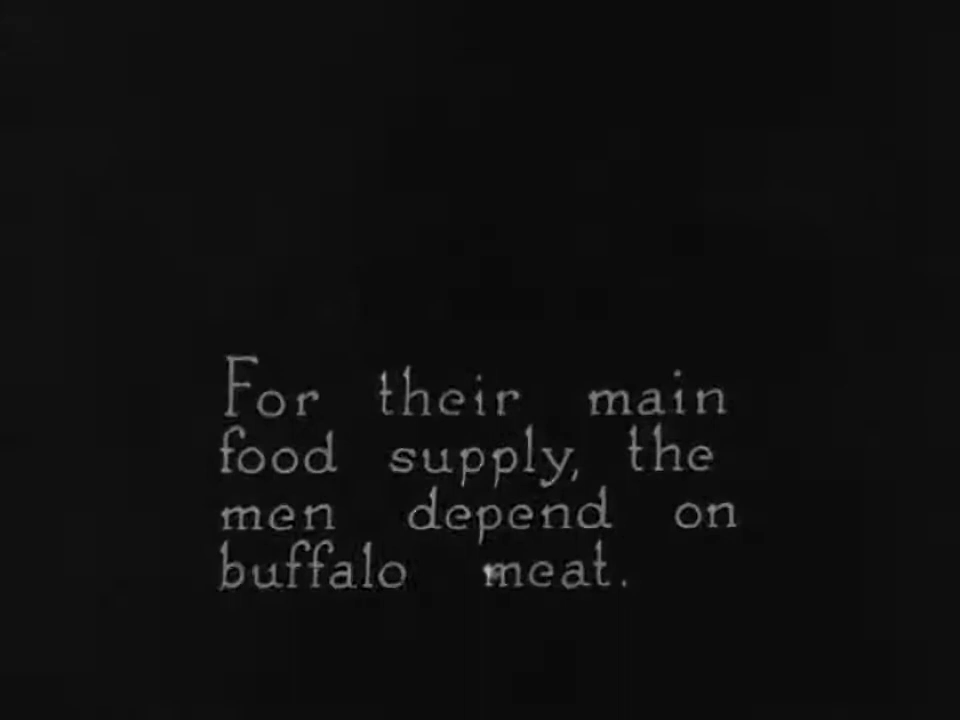 For their main
food supply, the
men depend on
buffalo meat.